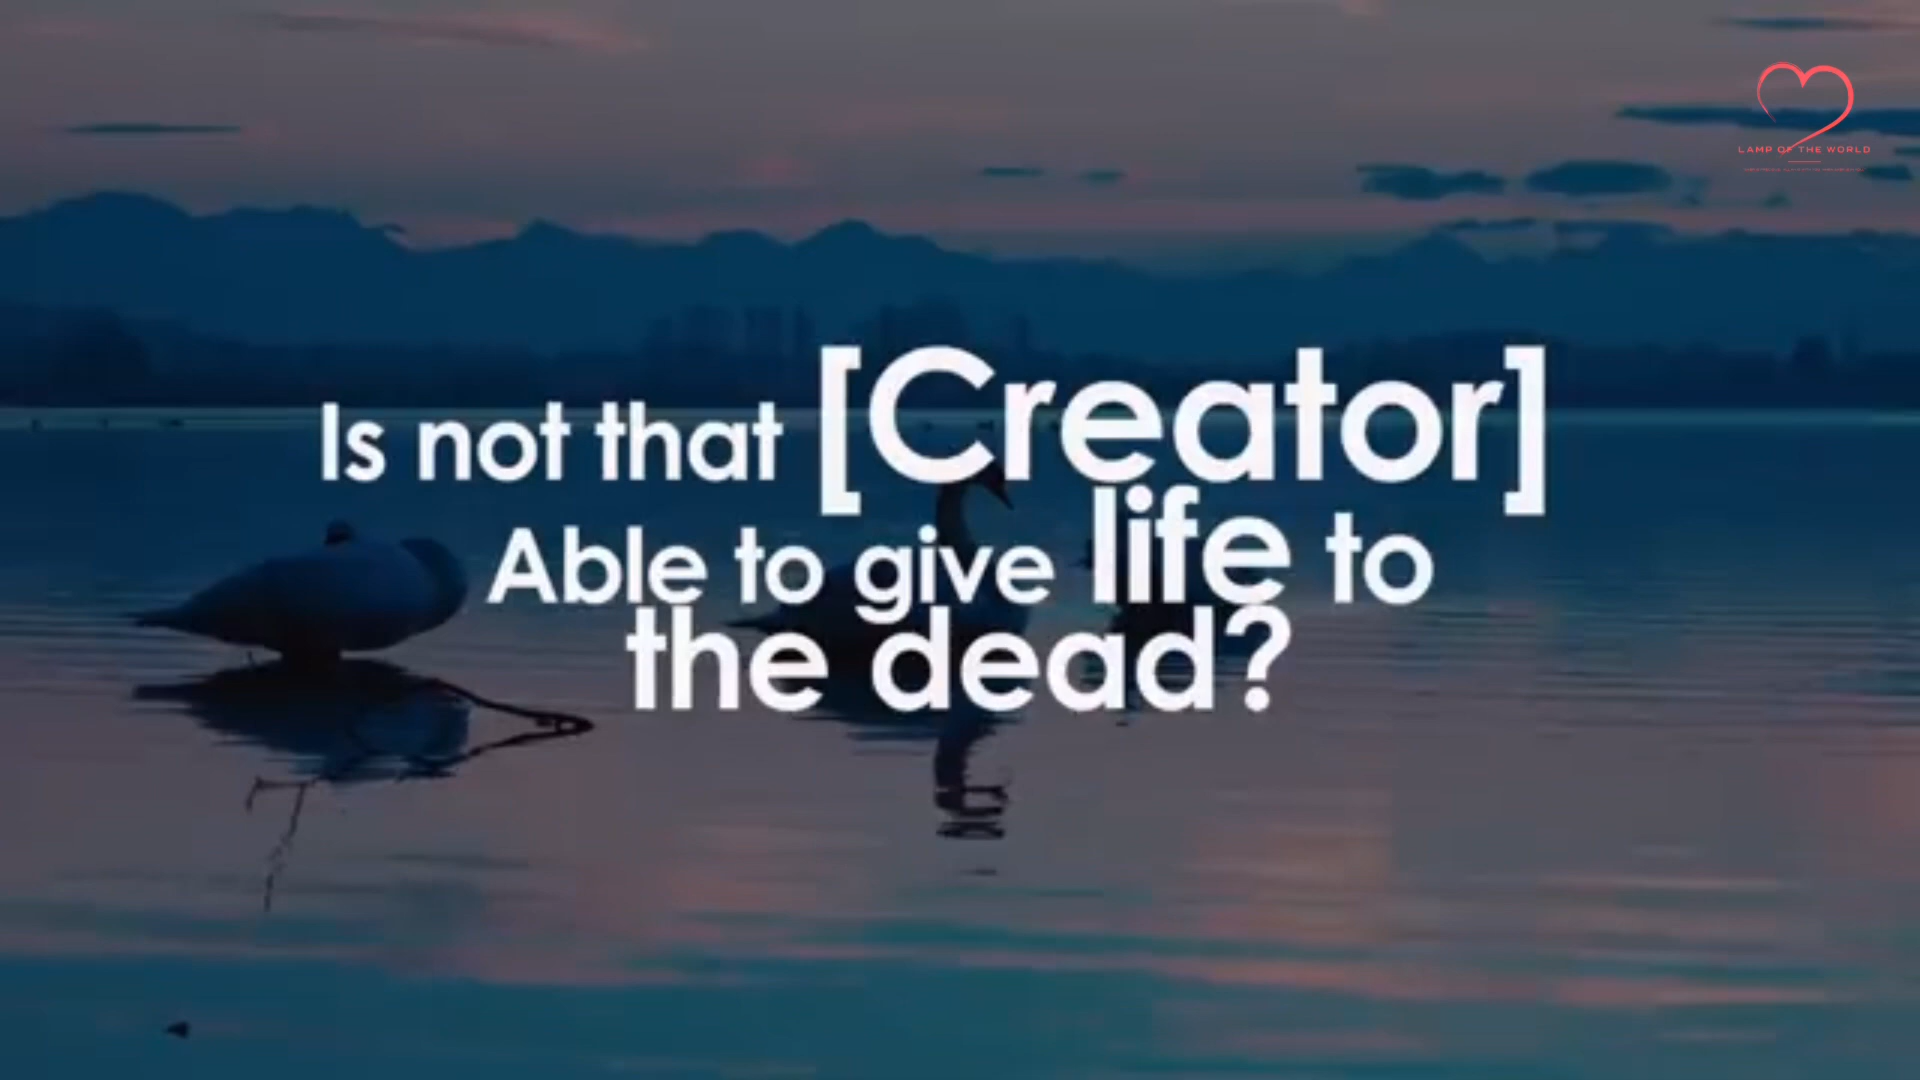 LAMP OF THE WORLD
Is not that [Creator]
Able to give life to
the dead?